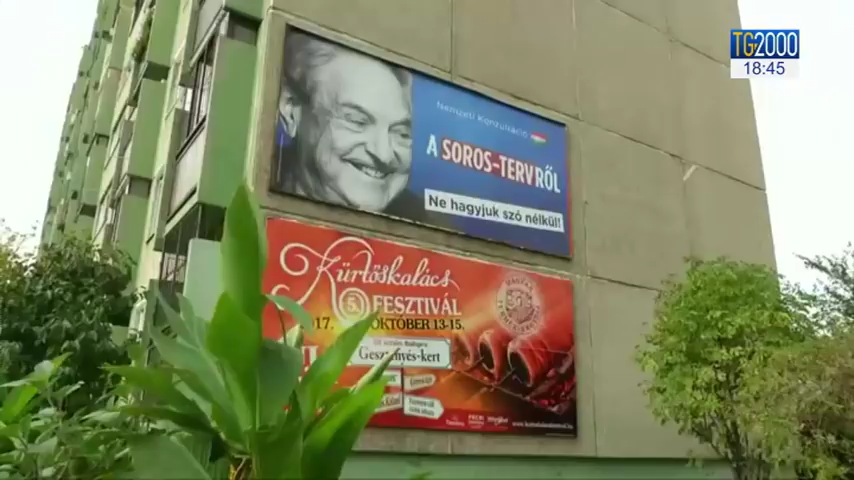 TG2000
18:45
Nemzeti Konzultáció
A SOROS-TERVRŐL
Ne hagyjuk szó nélkül!
Kürtőskalács
5. FESZTIVÁL
2017. OKTÓBER 13-15.
Gesztenyés-kert